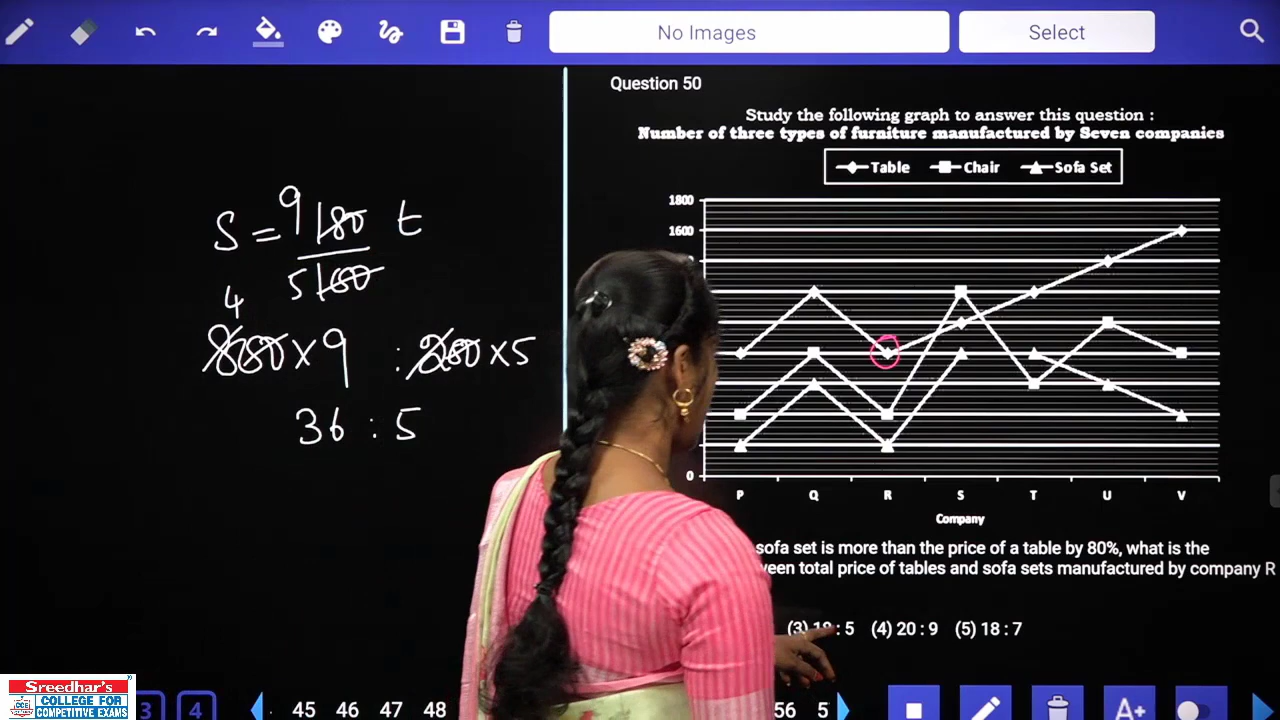 No Images
Select
Question 50
Study the following graph to answer this question :
Number of three types of furniture manufactured by Seven companies
Table Chair Sofa Set
1800
1600
0
P Q R S T U V
Company
sofa set is more than the price of a table by 80%, what is the
total price of tables and sofa sets manufactured by company R
(3) : 5 (4) 20 : 9 (5) 18 : 7
S = 9 180 t
5 100
4
800 × 9 : 200 × 5
36 : 5
Sreedhar's
CCE
COLLEGE FOR
COMPETITIVE EXAMS
3 4
45 46 47 48
56 5
A+